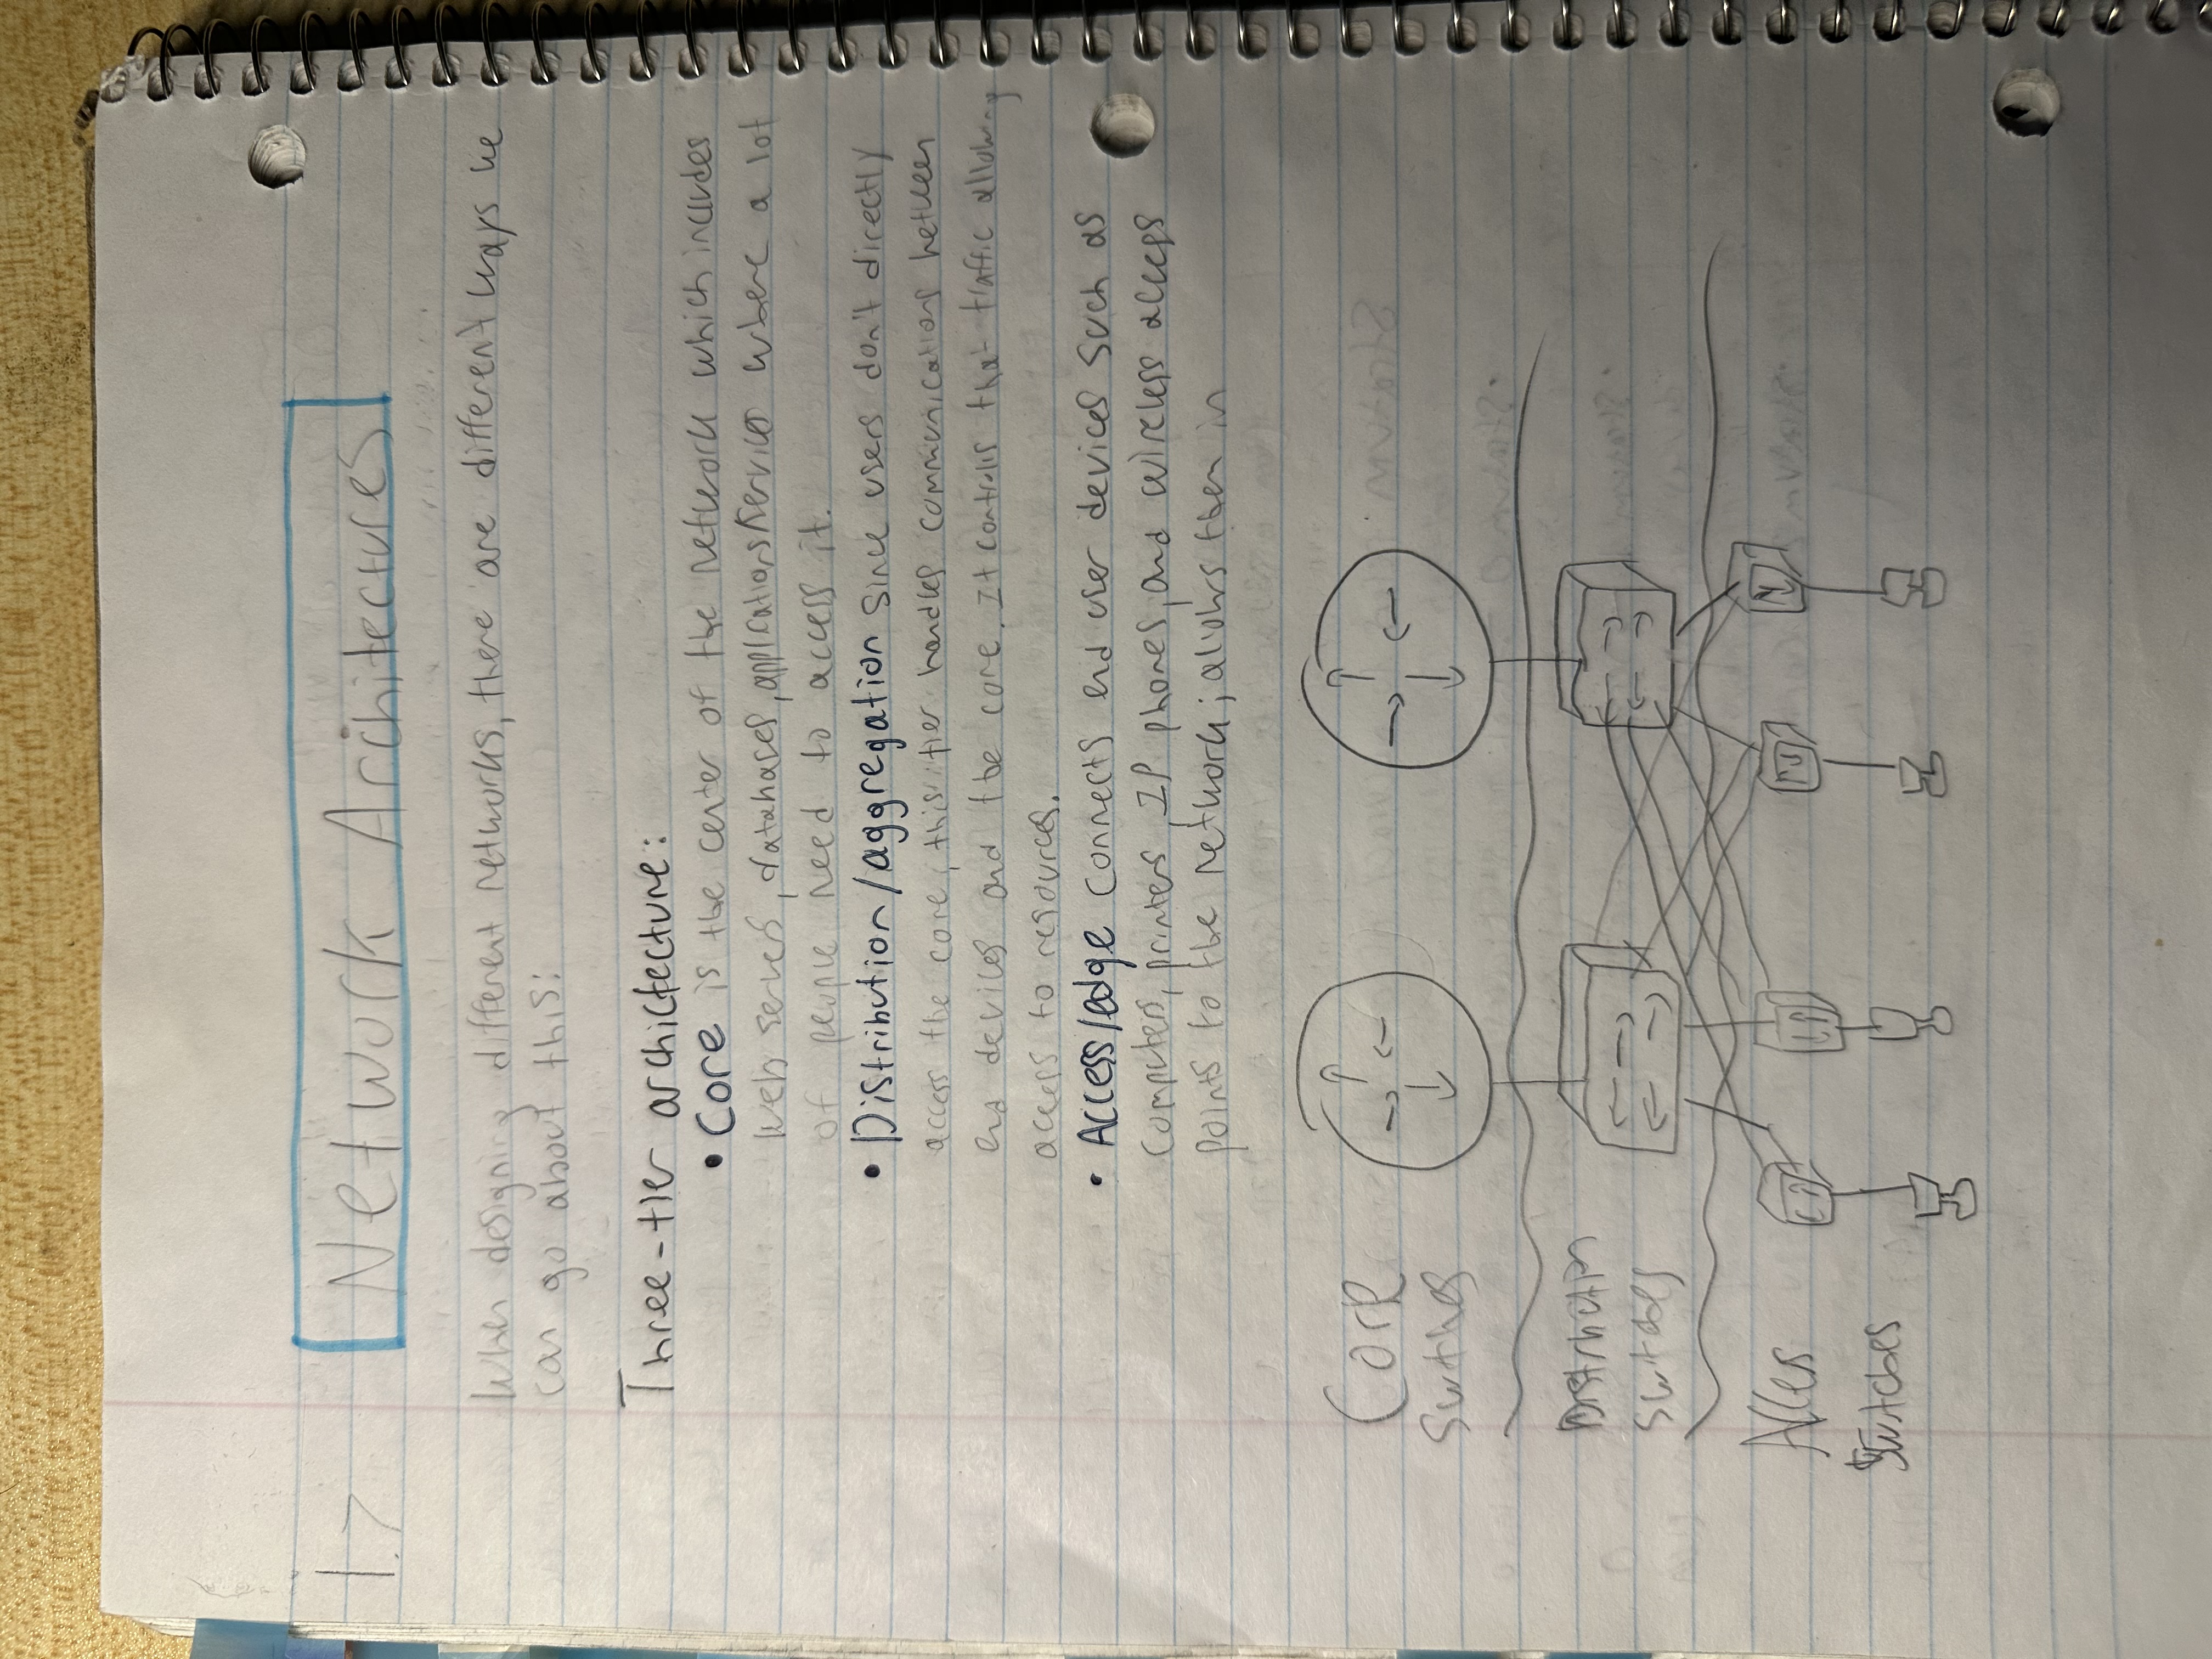 1.7 Network Architectures
When designing different networks, there are different ways we
can go about this:
Three-tier archictecture:
• Core is the center of the network which includes
web servers, databases, applications/services where a lot
of people need to access it.
• Distribution/aggregation since users don't directly
access the core, this tier handles communications between
end devices and the core. It controls that traffic allowing
access to resources.
• Access/edge connects end user devices such as
computers, printers, IP phones, and wireless access
points to the network; allows them in
Core
Switches
Distribution
Switches
Access
Switches